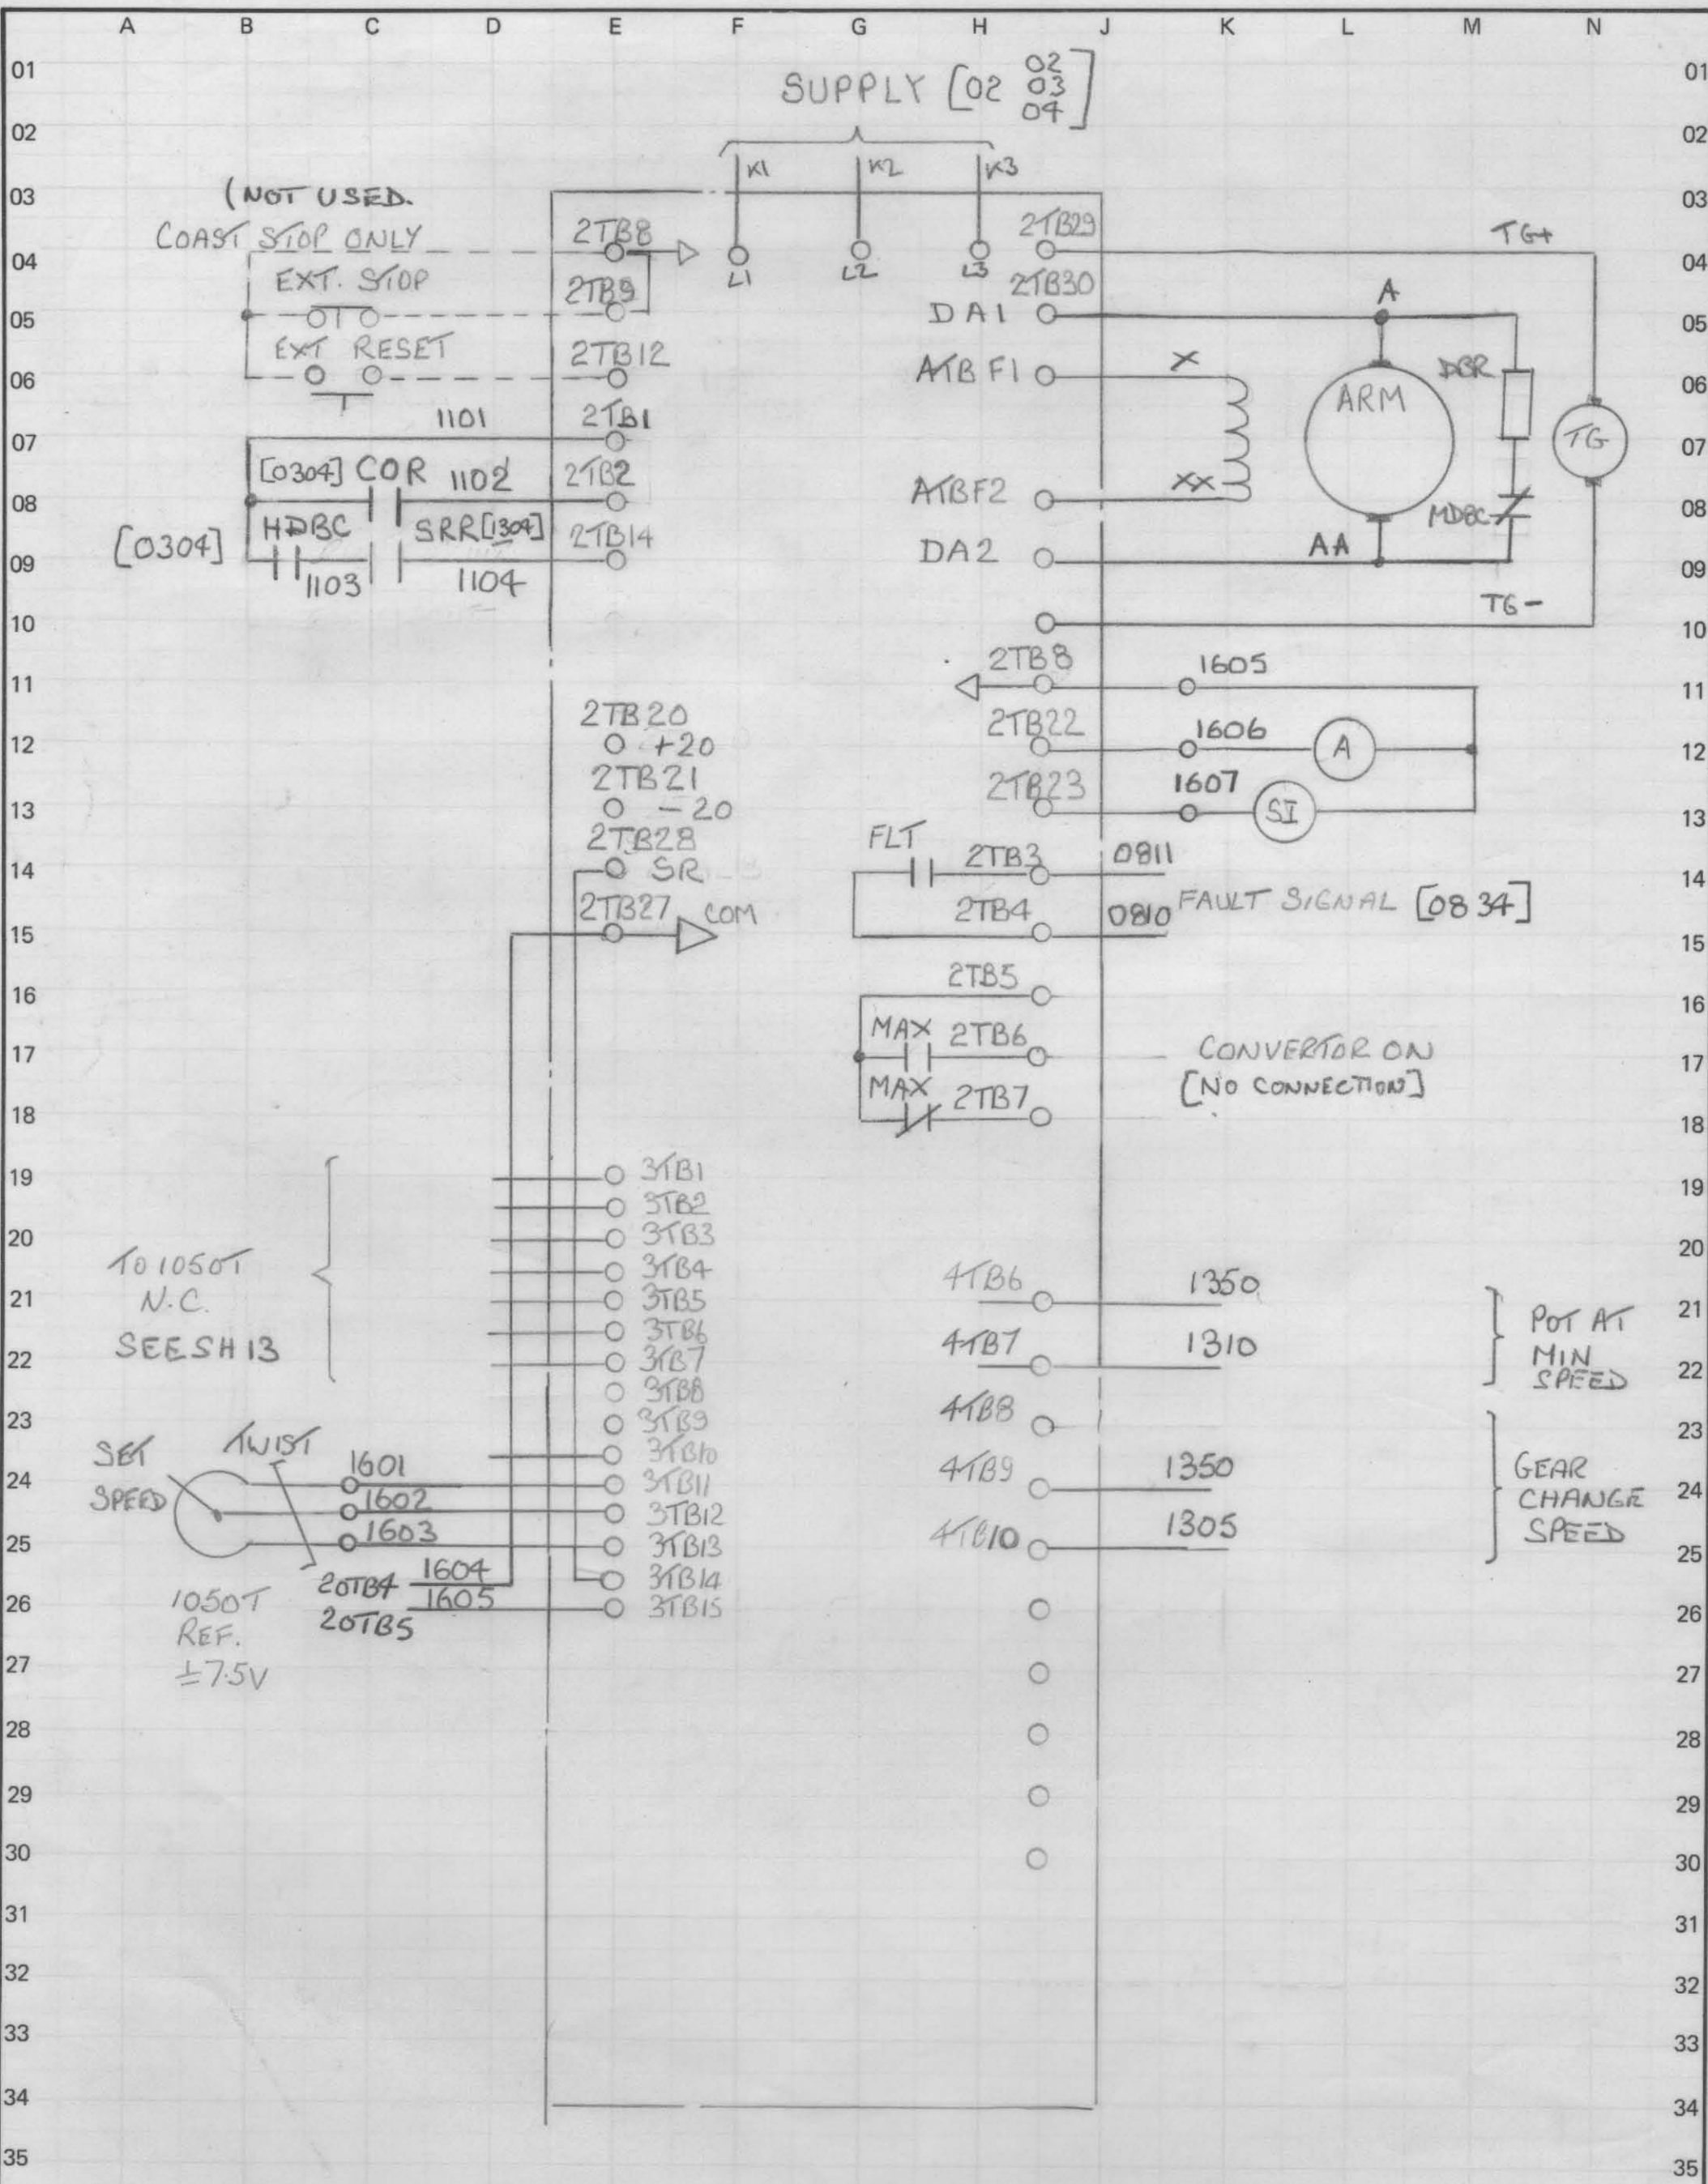 A B C D E F G H J K L M N
01 SUPPLY [02 02 03 04] 01
02 02
K1 K2 K3
03 (NOT USED. 03
COAST STOP ONLY 2TB8 2TB29 TG+
04 L1 L2 L3 04
EXT. STOP 2TB9 2TB30 A
05 DA1 05
EXT RESET 2TB12 ATB F1 X DBR
06 ARM 06
1101 2TB1 TG
07 07
[0304] COR 1102 2TB2 ATBF2 XX
08 MDBC 08
[0304] HDBC SRR[1304] 2TB14 DA2 AA
09 1103 1104 09
TG-
10 10
2TB8 1605
11 11
2TB20 2TB22 1606
12 +20 A 12
2TB21 2TB23 1607
13 -20 SI 13
2TB28 FLT 2TB3 0811
14 SR 14
2TB27 COM 2TB4 0810 FAULT SIGNAL [0834]
15 15
2TB5
16 16
MAX 2TB6 CONVERTOR ON
17 17
MAX 2TB7 [NO CONNECTION]
18 18
19 3TB1 19
3TB2
20 3TB3 20
TO 1050T 3TB4 4TB6 1350
21 N.C. 3TB5 21
SEE SH 13 3TB6 4TB7 1310 POT AT
22 3TB7 MIN 22
3TB8 4TB8 SPEED
23 3TB9 23
SET TWIST 1601 3TB10 4TB9 1350 GEAR
24 SPEED 1602 3TB11 CHANGE 24
1603 3TB12 4TB10 1305 SPEED
25 3TB13 25
20TB4 1604 3TB14
26 1050T 1605 3TB15 26
REF. 20TB5
27 ±7.5V 27
28 28
29 29
30 30
31 31
32 32
33 33
34 34
35 35